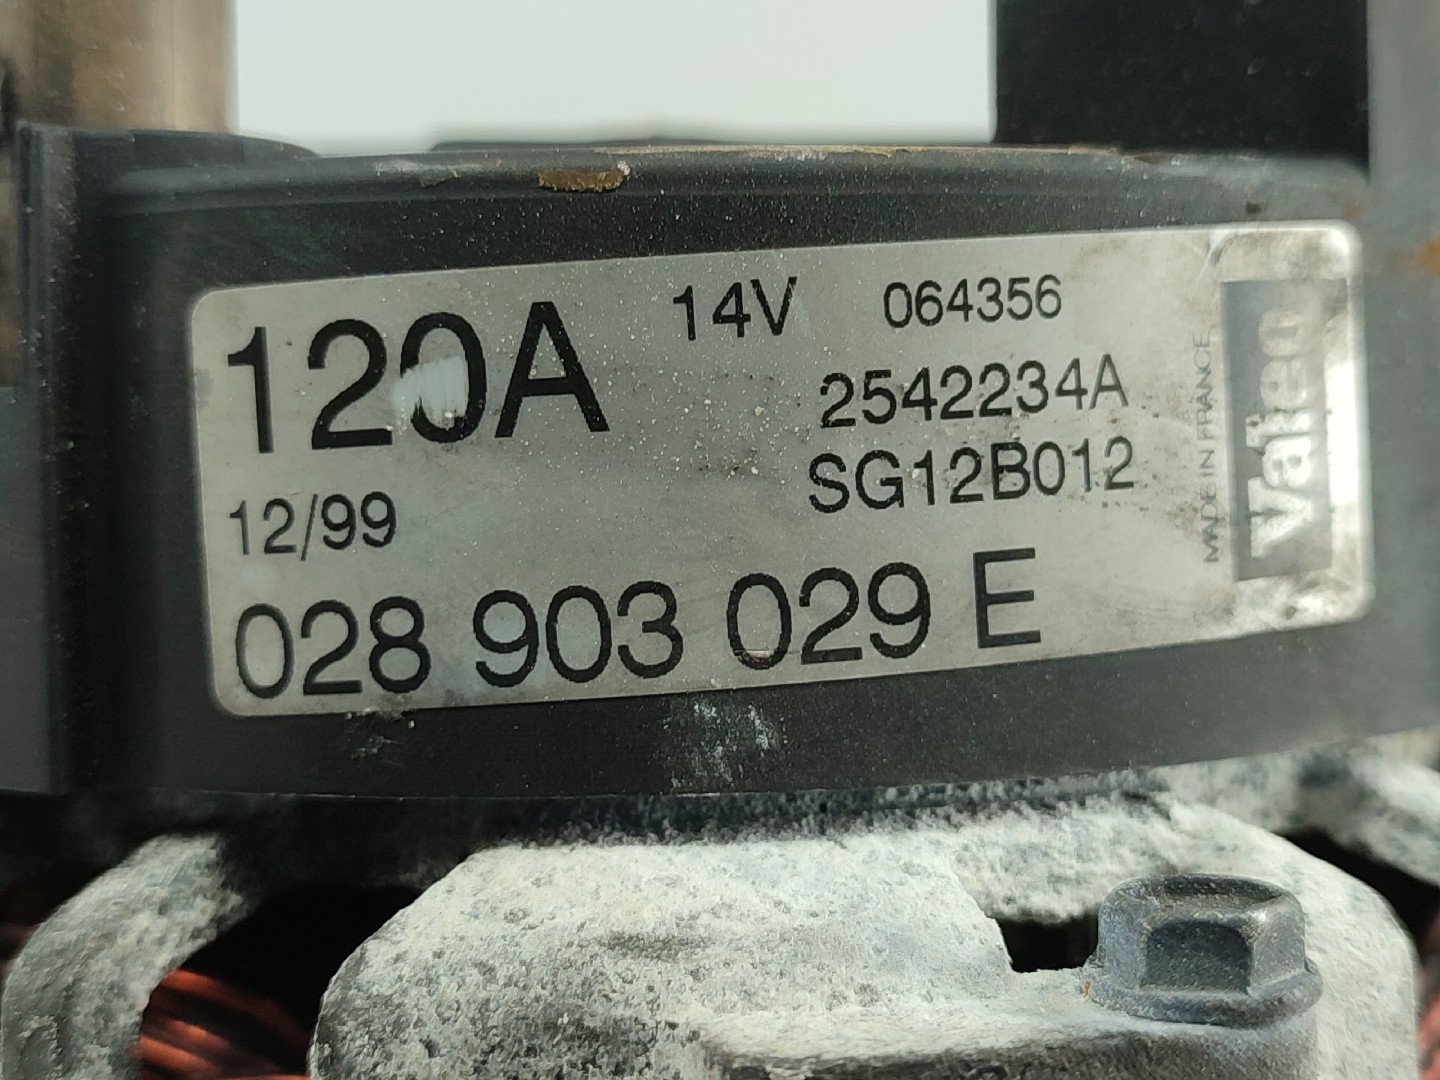 120A 14V 064356
2542234A
SG12B012
12/99
028 903 029 E
MADE IN FRANCE
Valeo